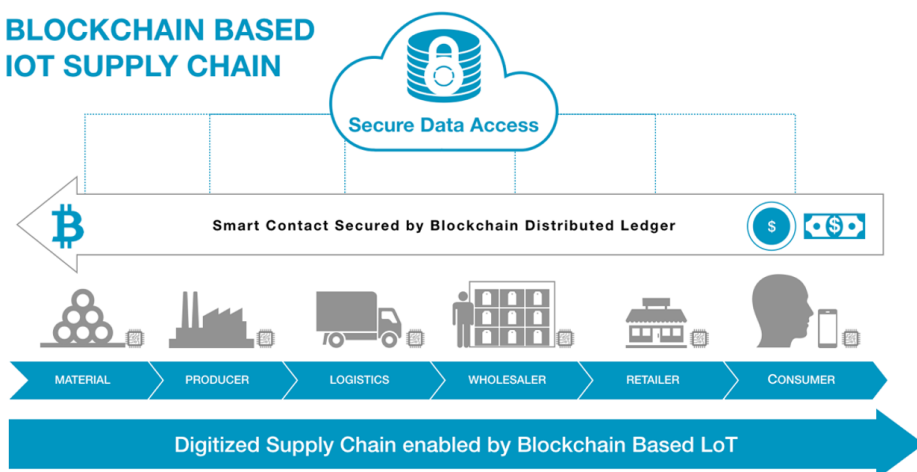 BLOCKCHAIN BASED
IOT SUPPLY CHAIN
Secure Data Access
Smart Contact Secured by Blockchain Distributed Ledger
$
$
MATERIAL
PRODUCER
LOGISTICS
WHOLESALER
RETAILER
CONSUMER
Digitized Supply Chain enabled by Blockchain Based LoT